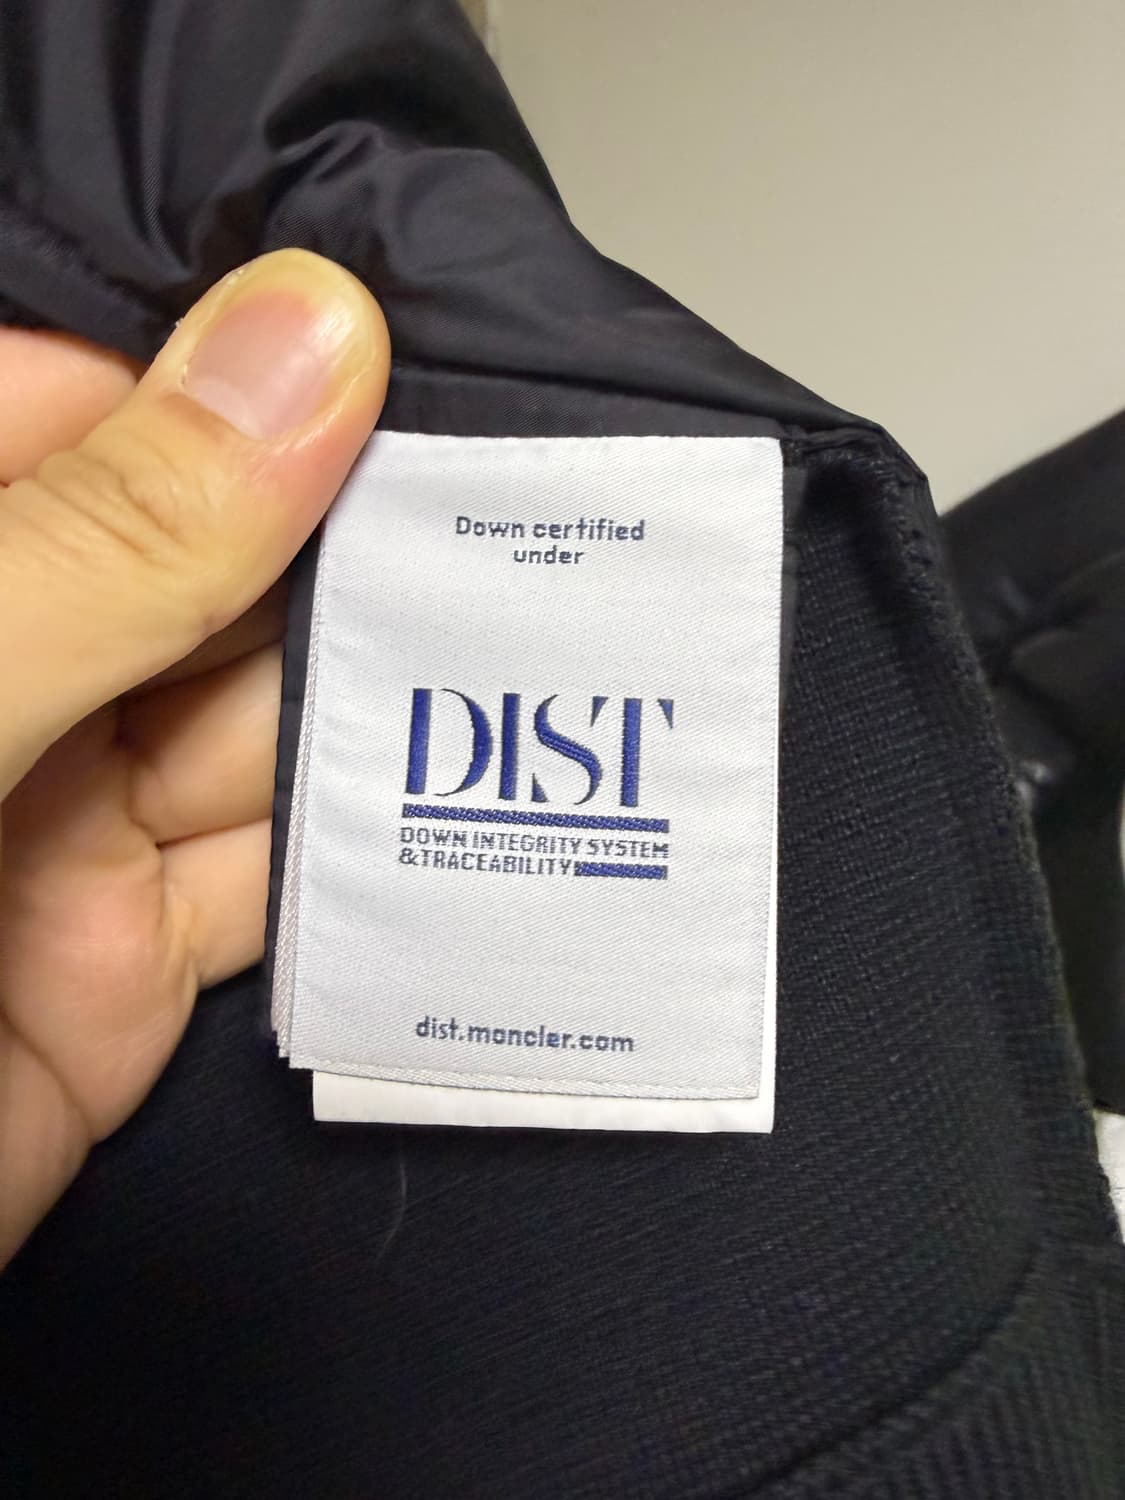 Down certified
under
DIST
DOWN INTEGRITY SYSTEM
&TRACEABILITY
dist.moncler.com